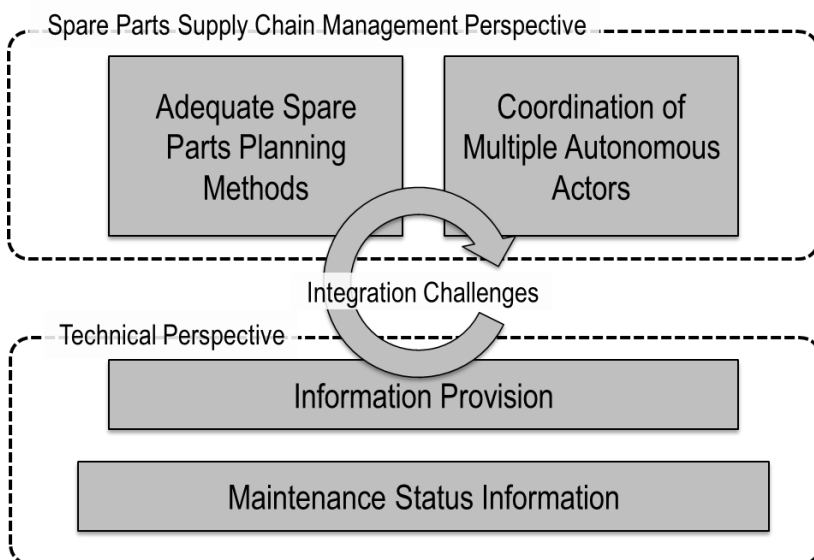 Spare Parts Supply Chain Management Perspective
Adequate Spare
Parts Planning
Methods
Coordination of
Multiple Autonomous
Actors
Integration Challenges
Technical Perspective
Information Provision
Maintenance Status Information